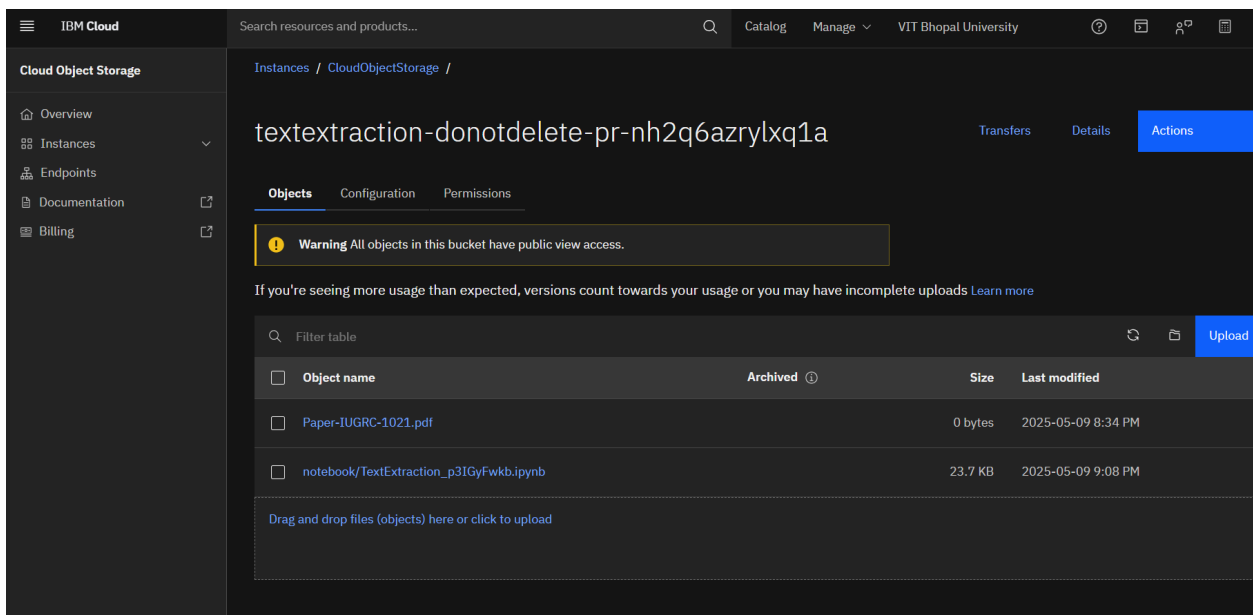 IBM Cloud
Search resources and products...
Catalog
Manage
VIT Bhopal University
Cloud Object Storage
Overview
Instances
Endpoints
Documentation
Billing
Instances / CloudObjectStorage /
textextraction-donotdelete-pr-nh2q6azrylxq1a
Transfers
Details
Actions
Objects
Configuration
Permissions
Warning All objects in this bucket have public view access.
If you're seeing more usage than expected, versions count towards your usage or you may have incomplete uploads Learn more
Filter table
Upload
Object name
Archived
Size
Last modified
Paper-IUGRC-1021.pdf
0 bytes
2025-05-09 8:34 PM
notebook/TextExtraction_p3IGyFwkb.ipynb
23.7 KB
2025-05-09 9:08 PM
Drag and drop files (objects) here or click to upload